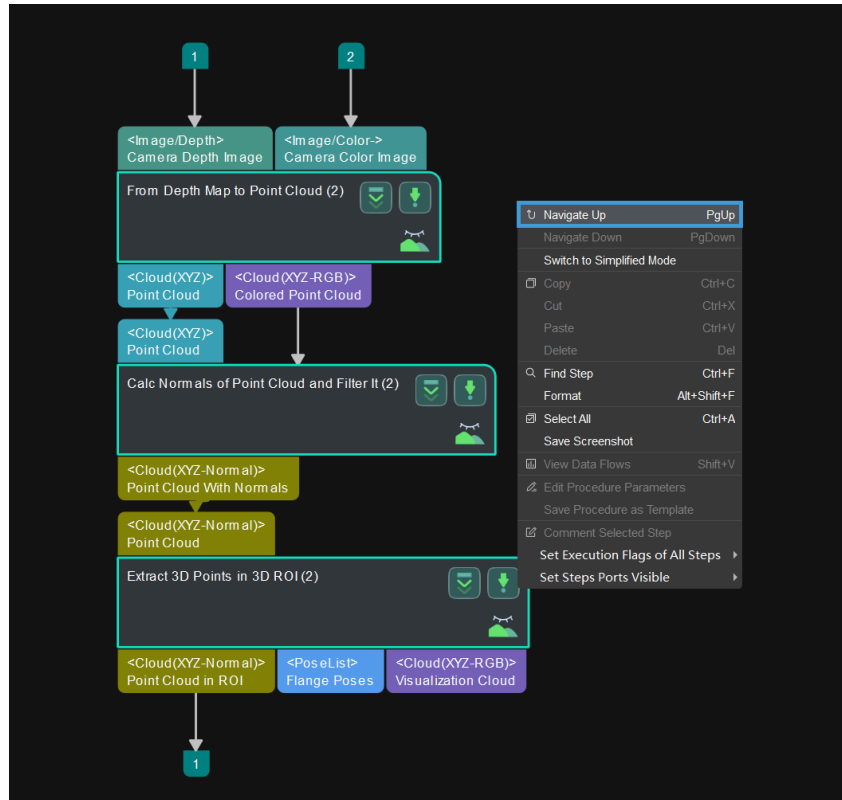 1
2
<Image/Depth>
Camera Depth Image
<Image/Color->
Camera Color Image
From Depth Map to Point Cloud (2)
<Cloud(XYZ)>
Point Cloud
<Cloud(XYZ-RGB)>
Colored Point Cloud
<Cloud(XYZ)>
Point Cloud
Calc Normals of Point Cloud and Filter It (2)
<Cloud(XYZ-Normal)>
Point Cloud With Normals
<Cloud(XYZ-Normal)>
Point Cloud
Extract 3D Points in 3D ROI (2)
<Cloud(XYZ-Normal)>
Point Cloud in ROI
<PoseList>
Flange Poses
<Cloud(XYZ-RGB)>
Visualization Cloud
1
Navigate Up PgUp
Navigate Down PgDown
Switch to Simplified Mode
Copy Ctrl+C
Cut Ctrl+X
Paste Ctrl+V
Delete Del
Find Step Ctrl+F
Format Alt+Shift+F
Select All Ctrl+A
Save Screenshot
View Data Flows Shift+V
Edit Procedure Parameters
Save Procedure as Template
Comment Selected Step
Set Execution Flags of All Steps
Set Steps Ports Visible